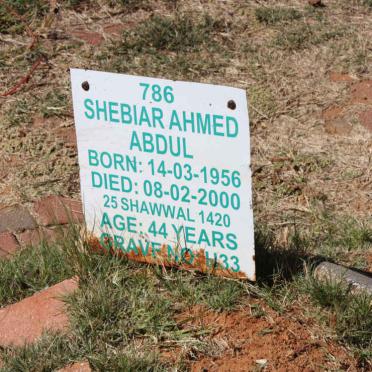 786
SHEBIAR AHMED
ABDUL
BORN: 14-03-1956
DIED: 08-02-2000
25 SHAWWAL 1420
AGE: 44 YEARS
GRAVE NO: H33